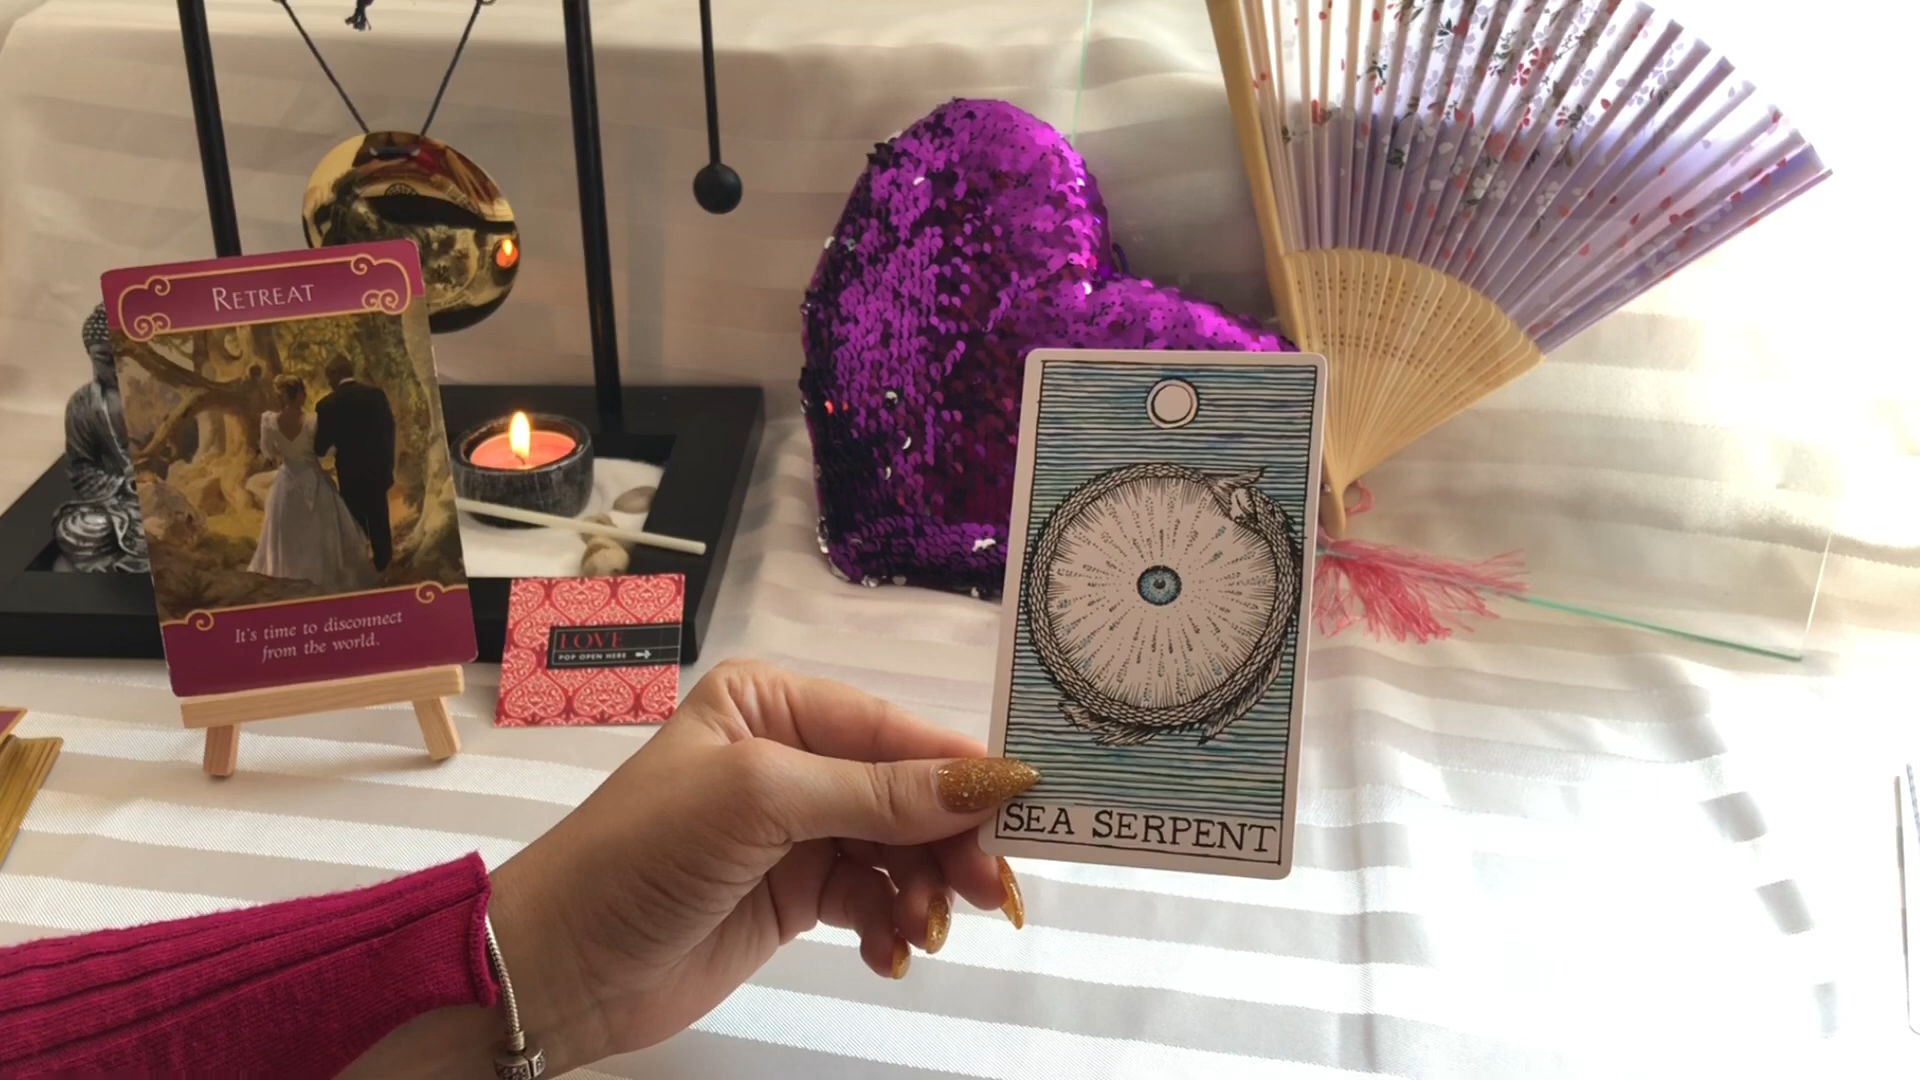 RETREAT
It's time to disconnect
from the world.
LOVE
POP OPEN HERE
SEA SERPENT